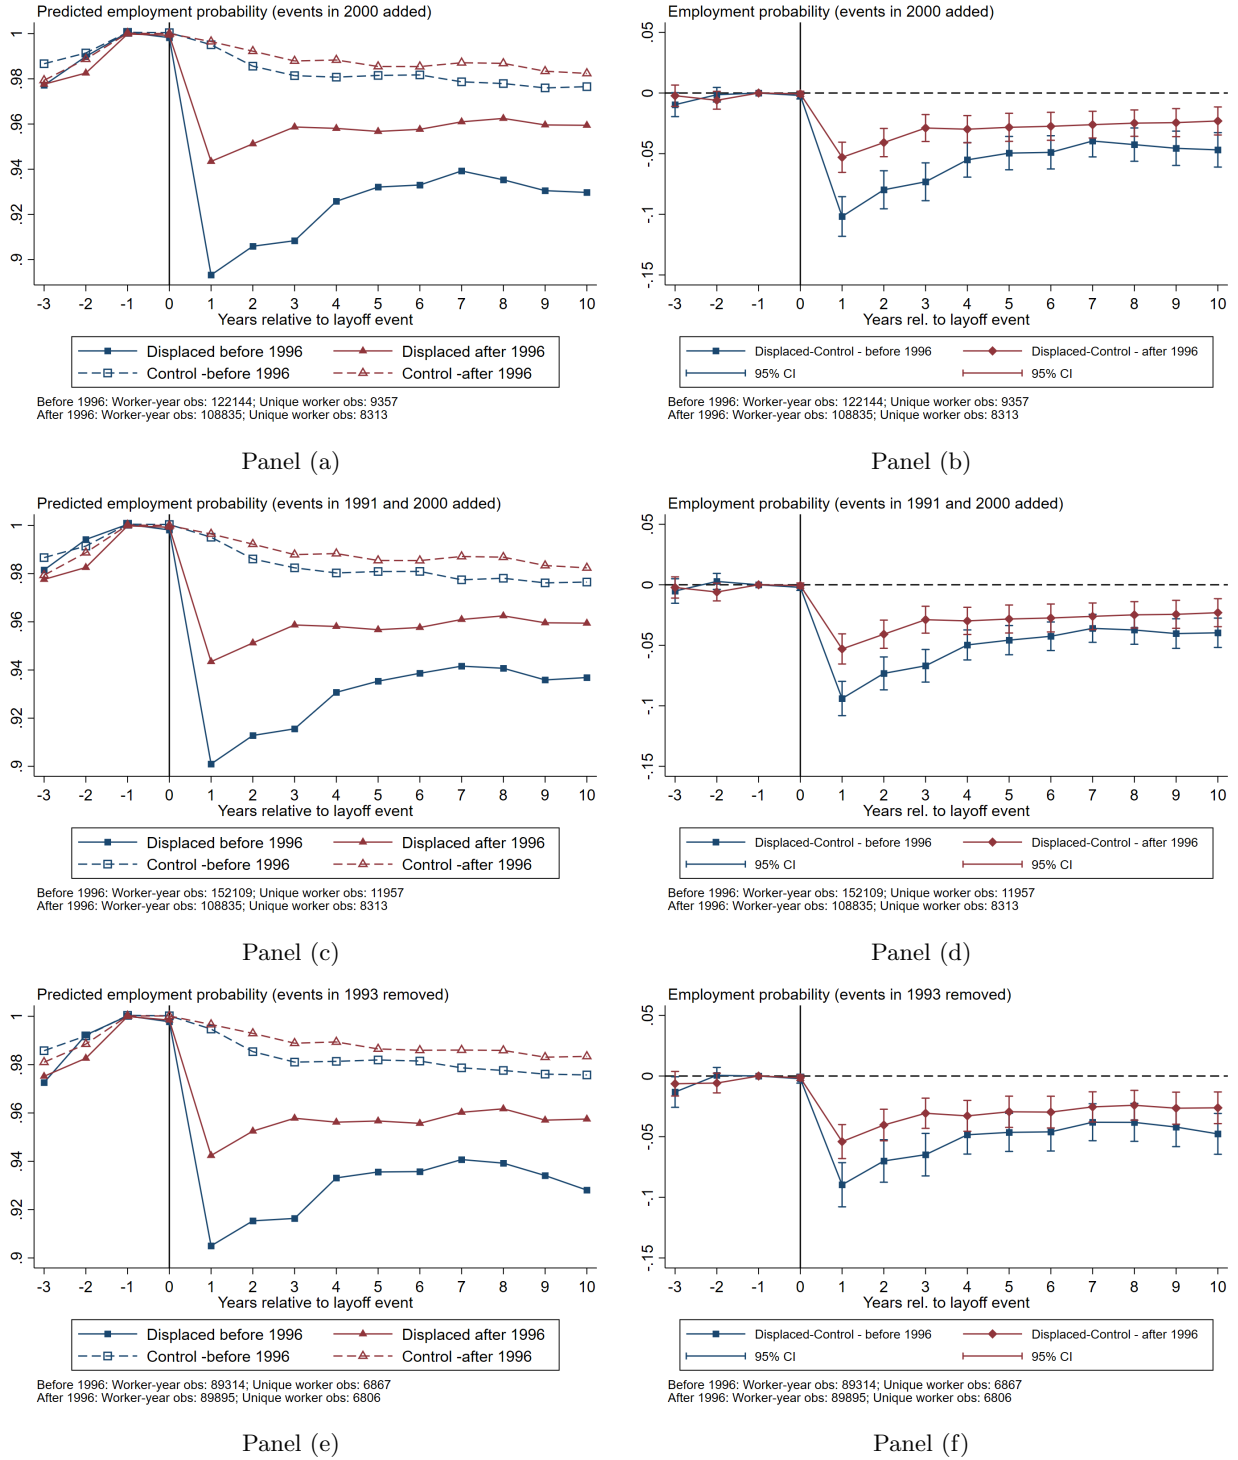 Predicted employment probability (events in 2000 added)
1
.98
.96
.94
.92
.9
-3 -2 -1 0 1 2 3 4 5 6 7 8 9 10
Years relative to layoff event
Displaced before 1996 Displaced after 1996
Control -before 1996 Control -after 1996
Before 1996: Worker-year obs: 122144; Unique worker obs: 9357
After 1996: Worker-year obs: 108835; Unique worker obs: 8313
Panel (a)
Employment probability (events in 2000 added)
.05
0
-.05
-.1
-.15
-3 -2 -1 0 1 2 3 4 5 6 7 8 9 10
Years rel. to layoff event
Displaced-Control - before 1996 Displaced-Control - after 1996
95% CI 95% CI
Before 1996: Worker-year obs: 122144; Unique worker obs: 9357
After 1996: Worker-year obs: 108835; Unique worker obs: 8313
Panel (b)
Predicted employment probability (events in 1991 and 2000 added)
1
.98
.96
.94
.92
.9
-3 -2 -1 0 1 2 3 4 5 6 7 8 9 10
Years relative to layoff event
Displaced before 1996 Displaced after 1996
Control -before 1996 Control -after 1996
Before 1996: Worker-year obs: 152109; Unique worker obs: 11957
After 1996: Worker-year obs: 108835; Unique worker obs: 8313
Panel (c)
Employment probability (events in 1991 and 2000 added)
.05
0
-.05
-.1
-.15
-3 -2 -1 0 1 2 3 4 5 6 7 8 9 10
Years rel. to layoff event
Displaced-Control - before 1996 Displaced-Control - after 1996
95% CI 95% CI
Before 1996: Worker-year obs: 152109; Unique worker obs: 11957
After 1996: Worker-year obs: 108835; Unique worker obs: 8313
Panel (d)
Predicted employment probability (events in 1993 removed)
1
.98
.96
.94
.92
.9
-3 -2 -1 0 1 2 3 4 5 6 7 8 9 10
Years relative to layoff event
Displaced before 1996 Displaced after 1996
Control -before 1996 Control -after 1996
Before 1996: Worker-year obs: 89314; Unique worker obs: 6867
After 1996: Worker-year obs: 89895; Unique worker obs: 6806
Panel (e)
Employment probability (events in 1993 removed)
.05
0
-.05
-.1
-.15
-3 -2 -1 0 1 2 3 4 5 6 7 8 9 10
Years rel. to layoff event
Displaced-Control - before 1996 Displaced-Control - after 1996
95% CI 95% CI
Before 1996: Worker-year obs: 89314; Unique worker obs: 6867
After 1996: Worker-year obs: 89895; Unique worker obs: 6806
Panel (f)